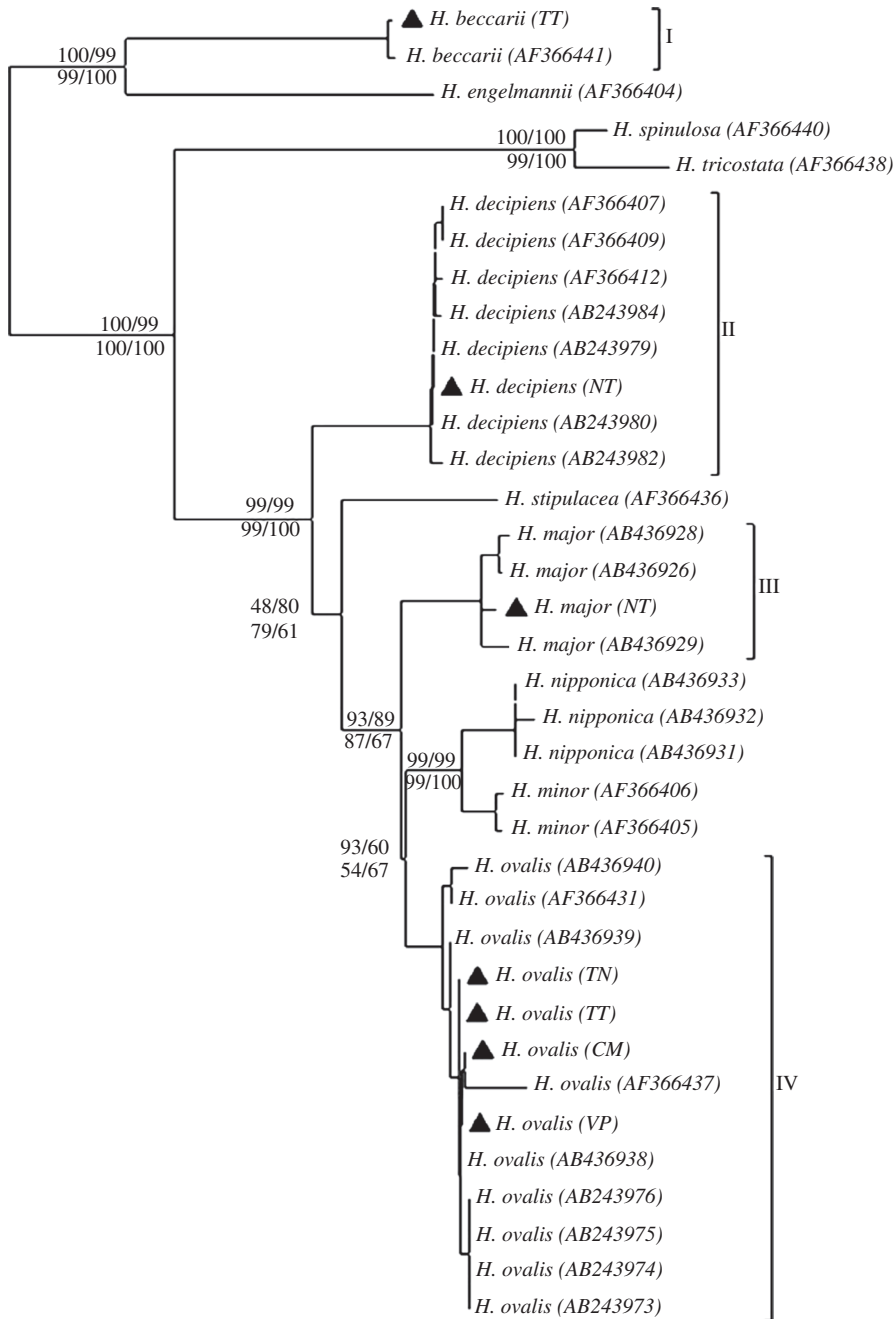 H. beccarii (TT)
I
H. beccarii (AF366441)
100/99
99/100
H. engelmannii (AF366404)
H. spinulosa (AF366440)
100/100
99/100
H. tricostata (AF366438)
H. decipiens (AF366407)
H. decipiens (AF366409)
H. decipiens (AF366412)
H. decipiens (AB243984)
100/99
100/100
II
H. decipiens (AB243979)
H. decipiens (NT)
H. decipiens (AB243980)
H. decipiens (AB243982)
99/99
99/100
H. stipulacea (AF366436)
H. major (AB436928)
H. major (AB436926)
III
48/80
79/61
H. major (NT)
H. major (AB436929)
H. nipponica (AB436933)
93/89
87/67
H. nipponica (AB436932)
H. nipponica (AB436931)
99/99
99/100
H. minor (AF366406)
H. minor (AF366405)
93/60
54/67
H. ovalis (AB436940)
H. ovalis (AF366431)
H. ovalis (AB436939)
H. ovalis (TN)
H. ovalis (TT)
H. ovalis (CM)
H. ovalis (AF366437)
IV
H. ovalis (VP)
H. ovalis (AB436938)
H. ovalis (AB243976)
H. ovalis (AB243975)
H. ovalis (AB243974)
H. ovalis (AB243973)